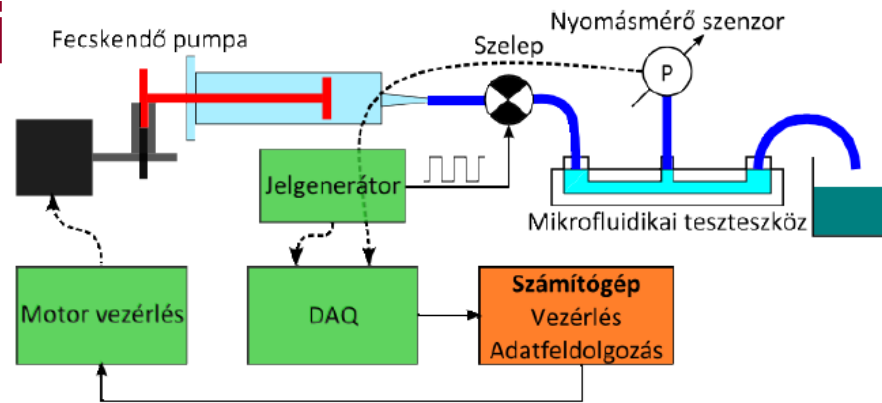 Nyomásmérő szenzor
Fecskendő pumpa
Szelep
P
Jelgenerátor
Mikrofluidikai teszteszköz
Motor vezérlés
DAQ
Számítógép
Vezérlés
Adatfeldolgozás